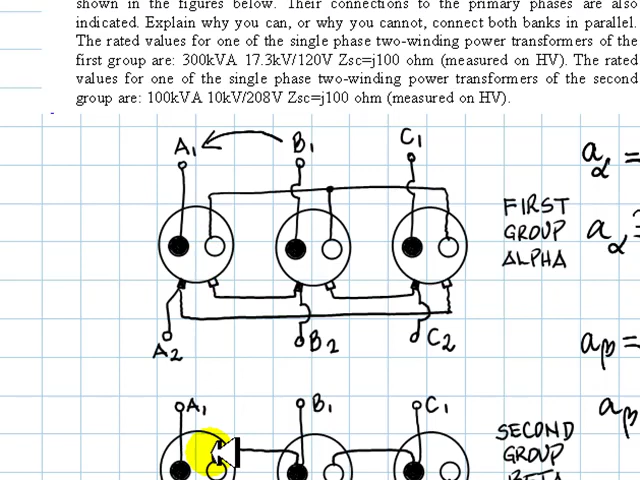 shown in the figures below. Their connections to the primary phases are also
indicated. Explain why you can, or why you cannot, connect both banks in parallel.
The rated values for one of the single phase two-winding power transformers of the
first group are: 300kVA 17.3kV/120V Zsc=j100 ohm (measured on HV). The rated
values for one of the single phase two-winding power transformers of the second
group are: 100kVA 10kV/208V Zsc=j100 ohm (measured on HV).
A1 B1 C1
aα =
FIRST
GROUP
ALPHA
aα =
A2 B2 C2
aβ =
A1 B1 C1
aβ
SECOND
GROUP
BETA